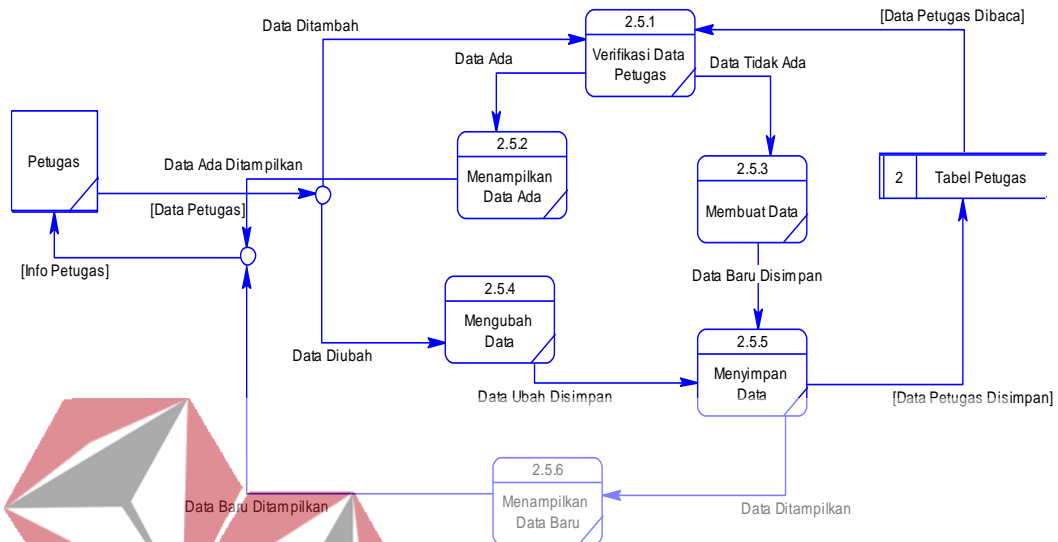 [Data Petugas Dibaca]
Data Ditambah
2.5.1
Verifikasi Data
Petugas
Data Ada
Data Tidak Ada
2.5.2
Menampilkan
Data Ada
Petugas
Data Ada Ditampilkan
2.5.3
Membuat Data
2
Tabel Petugas
[Data Petugas]
[Info Petugas]
Data Baru Disimpan
2.5.4
Mengubah
Data
Data Diubah
2.5.5
Menyimpan
Data
Data Ubah Disimpan
[Data Petugas Disimpan]
2.5.6
Menampilkan
Data Baru
Data Baru Ditampilkan
Data Ditampilkan